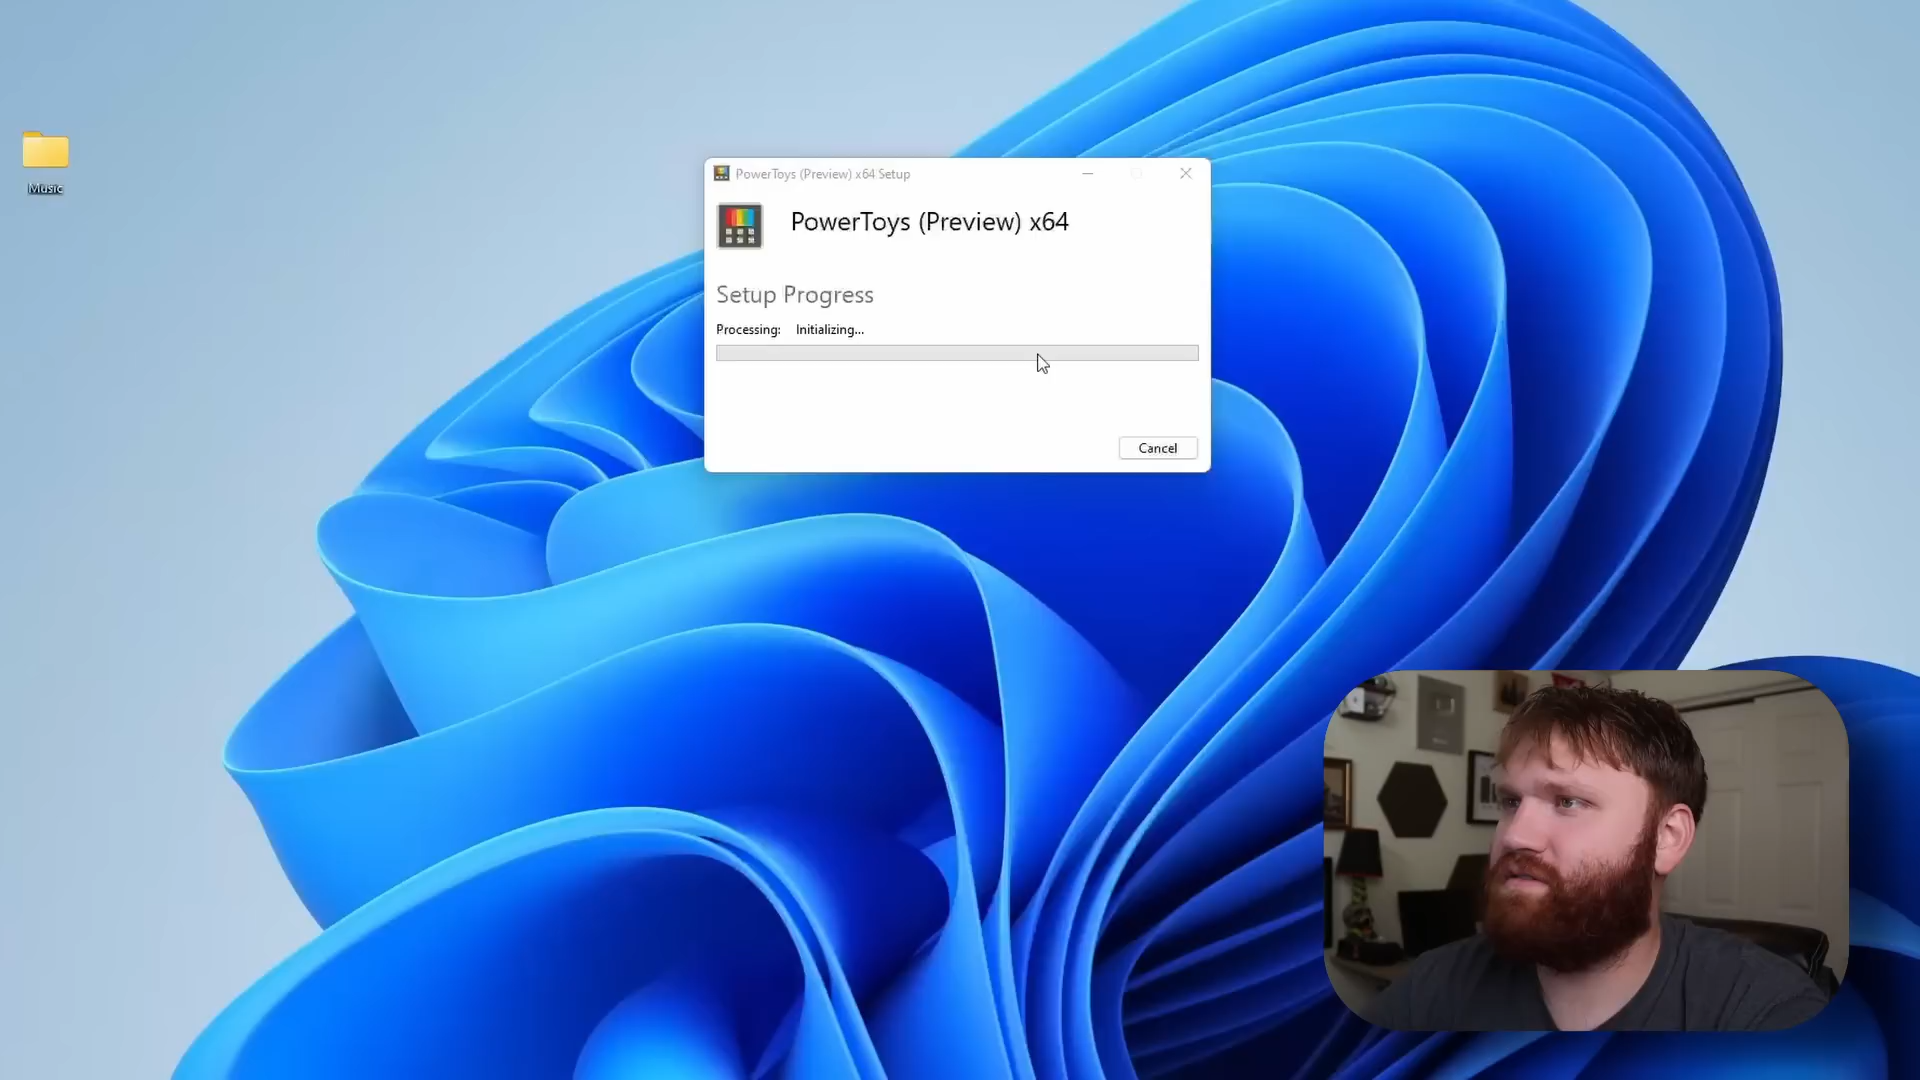 Music
PowerToys (Preview) x64 Setup
PowerToys (Preview) x64
Setup Progress
Processing: Initializing...
Cancel